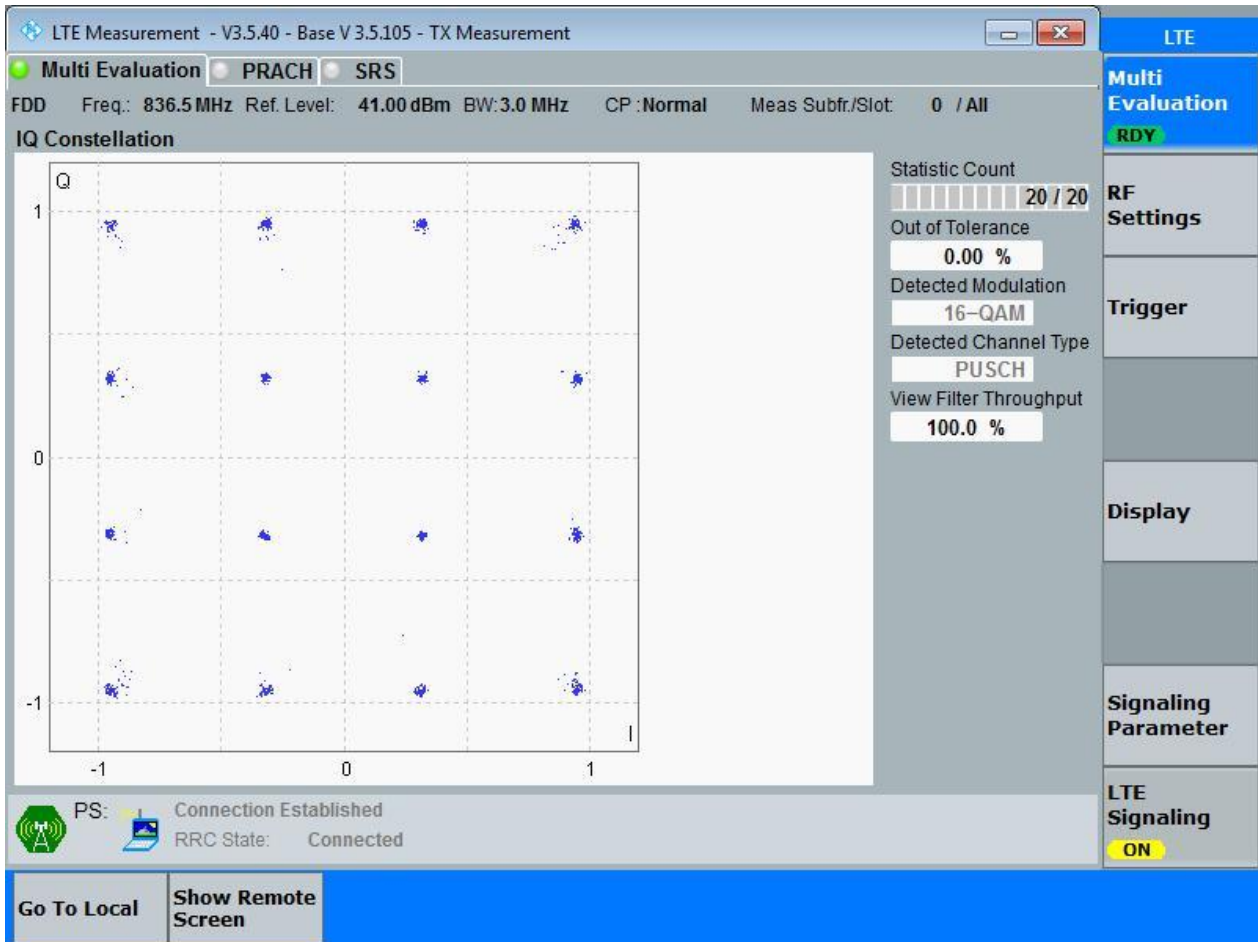 LTE Measurement - V3.5.40 - Base V 3.5.105 - TX Measurement
LTE
Multi Evaluation PRACH SRS
Multi Evaluation
RDY
FDD Freq.: 836.5 MHz Ref. Level: 41.00 dBm BW: 3.0 MHz CP : Normal Meas Subfr./Slot: 0 / All
IQ Constellation
Q
1
0
-1
I
-1 0 1
Statistic Count
20 / 20
Out of Tolerance
0.00 %
Detected Modulation
16-QAM
Detected Channel Type
PUSCH
View Filter Throughput
100.0 %
RF
Settings
Trigger
Display
Signaling
Parameter
LTE
Signaling
ON
PS: Connection Established
RRC State: Connected
Go To Local
Show Remote
Screen